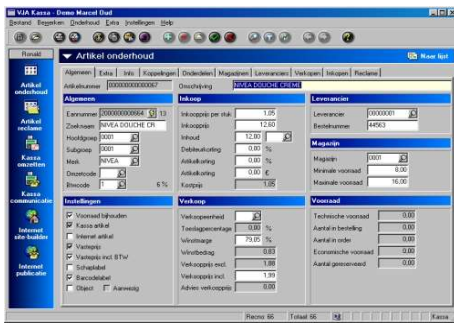 VJA Kassa - Demo Marcel Oud
Bestand Bewerken Onderhoud Extra Instellingen Help
Ronald
Artikel onderhoud
Naar lijst
Artikel onderhoud
Artikel reclame
Kassa omzetten
Kassa communicatie
Internet site-builder
Internet publicatie
Algemeen Extra Info Koppelingen Onderdelen Magazijnen Leveranciers Verkopen Inkopen Reclame
Artikelnummer 0000000000067 Omschrijving NIVEA DOUCHE CREME
Algemeen
Eannummer 2000000000664 13
Zoeknaam NIVEA DOUCHE CR
Hoofdgroep 0001
Subgroep 0001
Merk NIVEA
Btwcode 1 6%
Inkoop
Inkoopprijs per stuk 1,05
Inkoopprijs 12,60
Inhoud 12,00
Debiteurkorting 0,00 %
Artikelkorting 0,00 %
Artikelkorting 0,00 €
Kostprijs 1,05
Leverancier
Leverancier 00000001
Bestelnummer 44563
Magazijn
Magazijn 0001
Minimale voorraad 8,00
Maximale voorraad 16,00
Instellingen
Voorraad bijhouden
Kassa artikel
Internet artikel
Vasteprijs
Vasteprijs incl. BTW
Schaplabel
Barcodelabel
Object Aanwezig
Verkoop
Verkoopeenheid
Toeslagpercentage 0,00 %
Winstmarge 79,05 %
Winstbedrag 0,83
Verkoopprijs excl. 1,88
Verkoopprijs incl. 1,99
Advies verkoopprijs 0,00
Voorraad
Technische voorraad 0,00
Aantal in bestelling 0,00
Aantal in order 0,00
Economische voorraad 0,00
Aantal gereserveerd 0,00
Recno: 66 Totaal: 66 Kassa